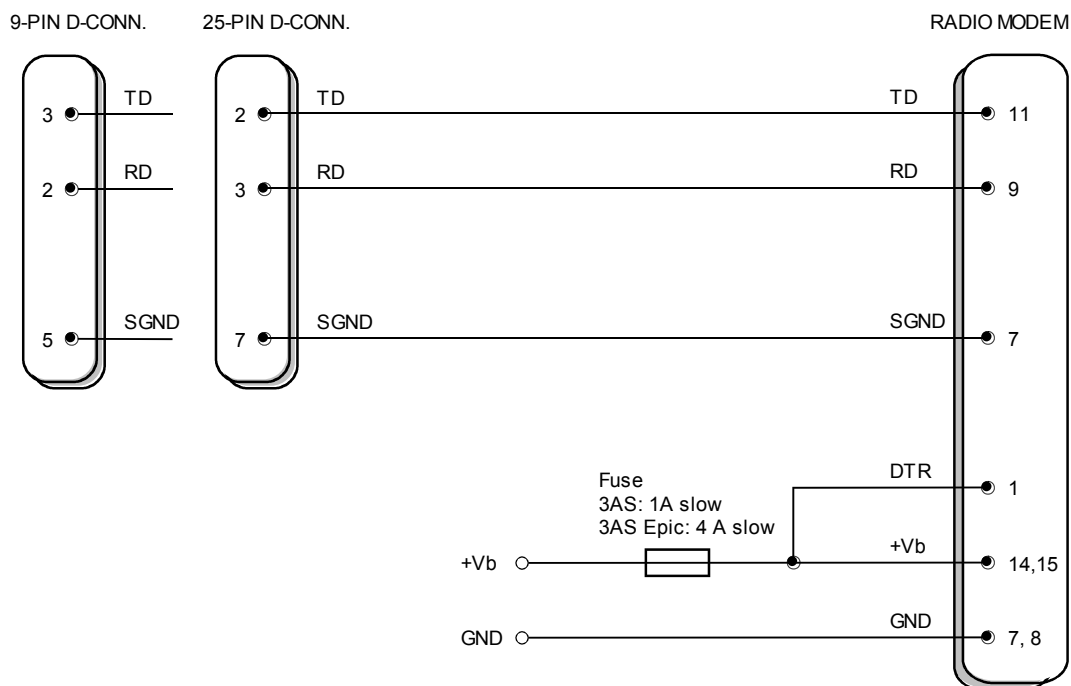 9-PIN D-CONN. 25-PIN D-CONN. RADIO MODEM
3 TD 2 TD TD 11
2 RD 3 RD RD 9
5 SGND 7 SGND SGND 7
DTR 1
Fuse
3AS: 1A slow
3AS Epic: 4 A slow
+Vb +Vb 14,15
GND GND 7, 8